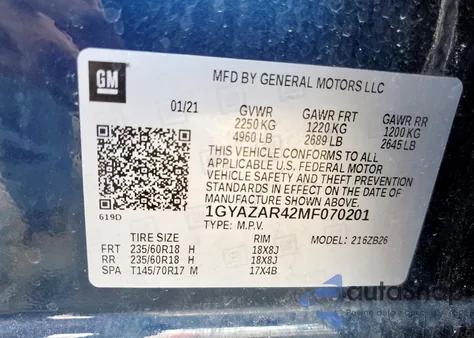 GM
MFD BY GENERAL MOTORS LLC
01/21 GVWR GAWR FRT GAWR RR
2250 KG 1220 KG 1200 KG
4960 LB 2689 LB 2645 LB
THIS VEHICLE CONFORMS TO ALL
APPLICABLE U.S. FEDERAL MOTOR
VEHICLE SAFETY, BUMPER, AND THEFT
PREVENTION STANDARDS IN
EFFECT ON THE DATE OF
MANUFACTURE SHOWN ABOVE.
619D
1GYAZAR42MF070201
TYPE: M.P.V. MODEL: 216ZB26
TIRE SIZE RIM
FRT 235/60R18 H 18X8J
RR 235/60R18 H 18X8J
SPA T145/70R17 M 17X4B